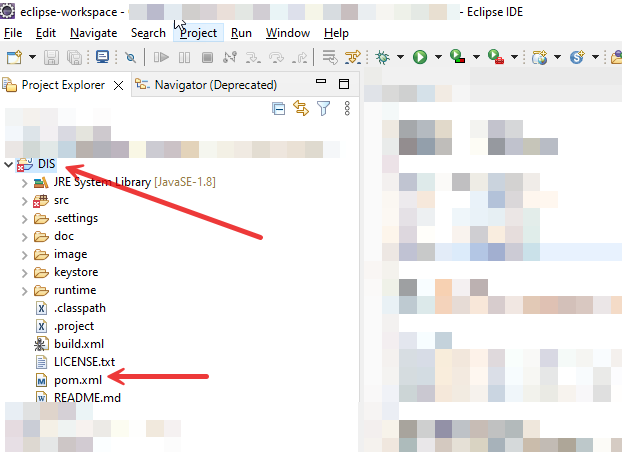 eclipse-workspace - - Eclipse IDE
File Edit Navigate Search Project Run Window Help
Project Explorer Navigator (Deprecated)
DIS
JRE System Library [JavaSE-1.8]
src
.settings
doc
image
keystore
runtime
.classpath
.project
build.xml
LICENSE.txt
pom.xml
README.md